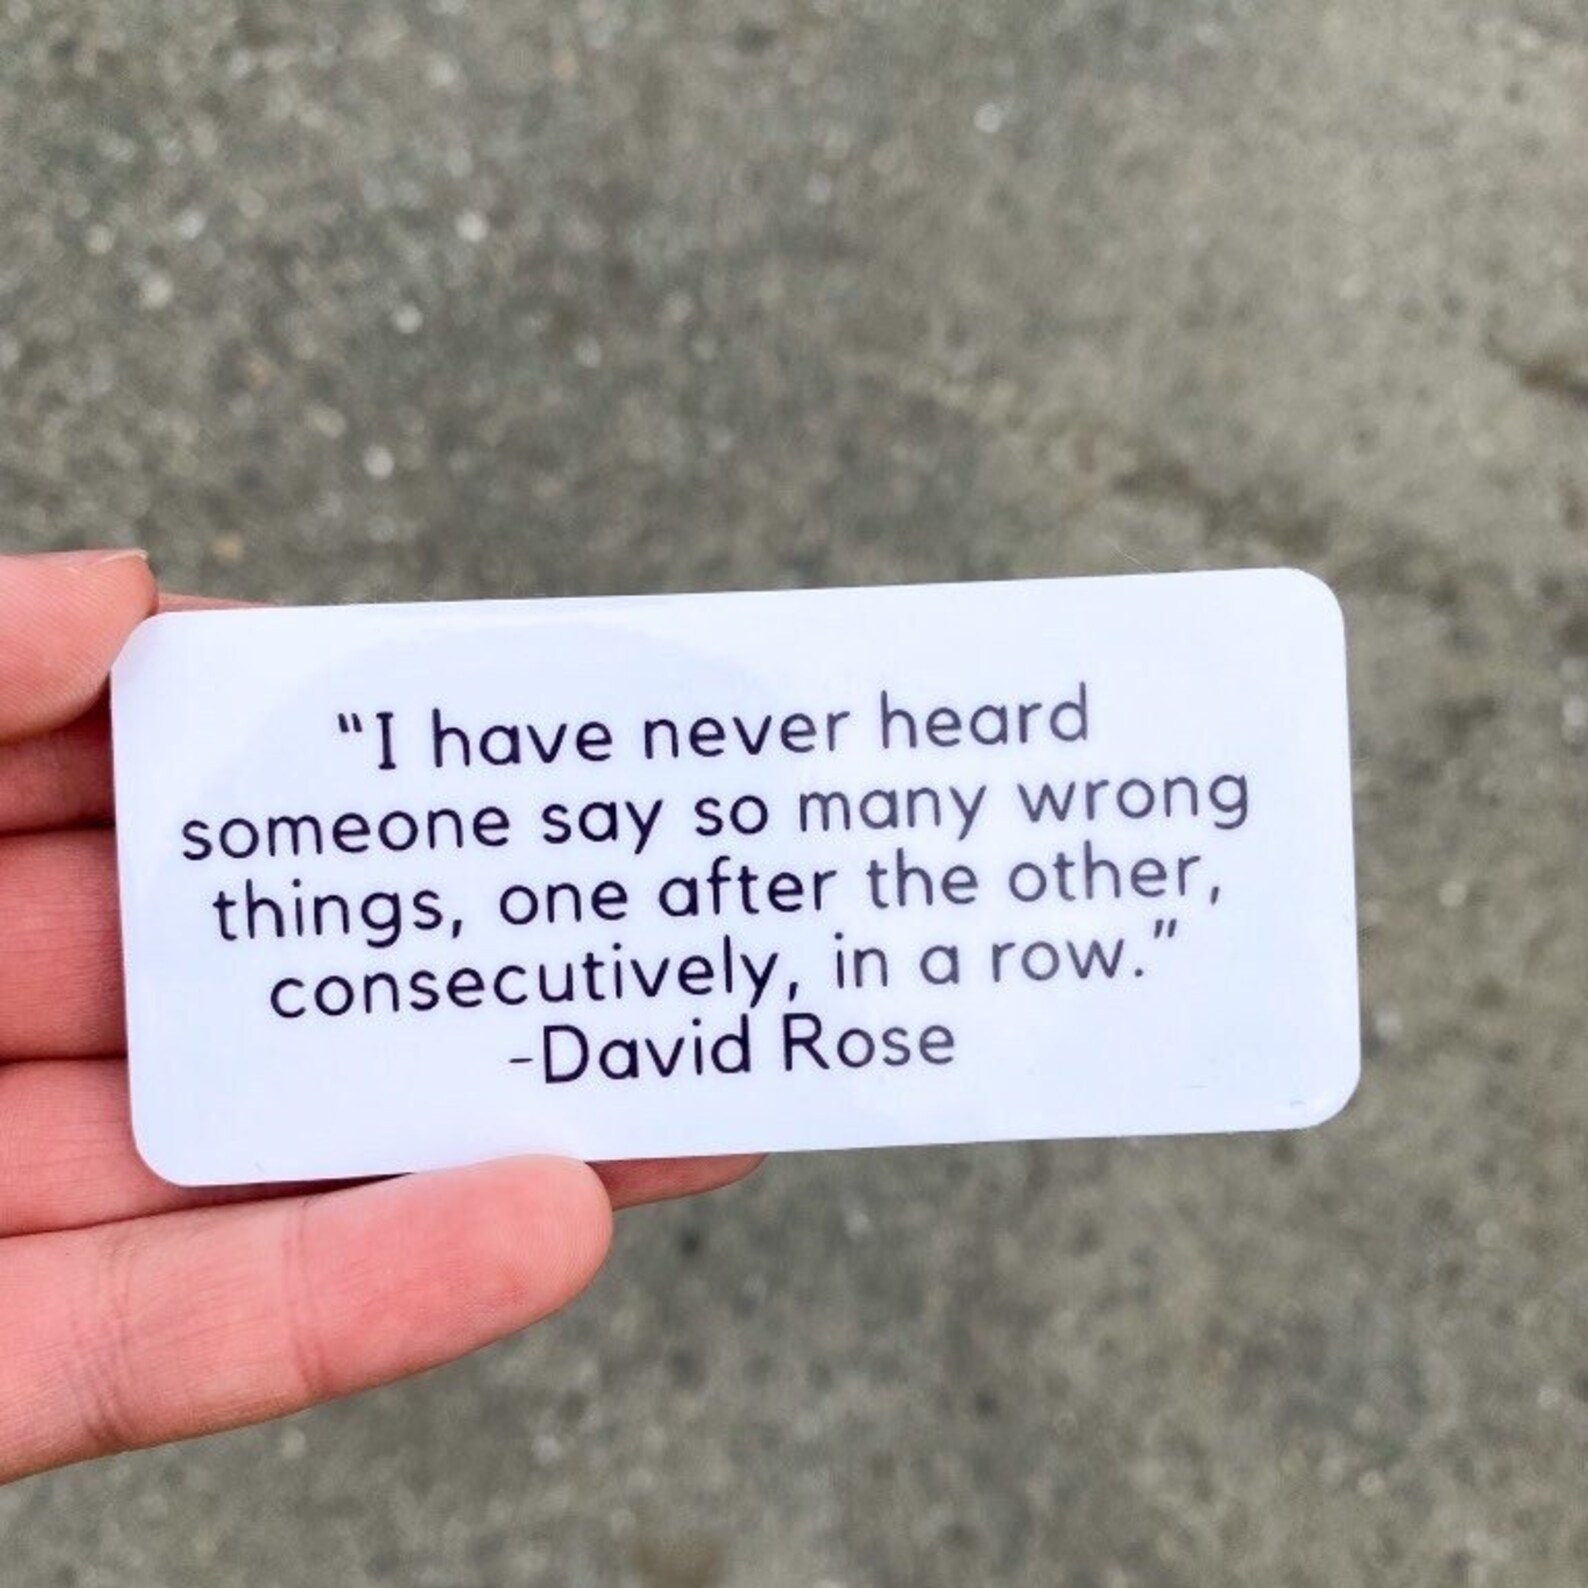 “I have never heard
someone say so many wrong
things, one after the other,
consecutively, in a row.”
-David Rose